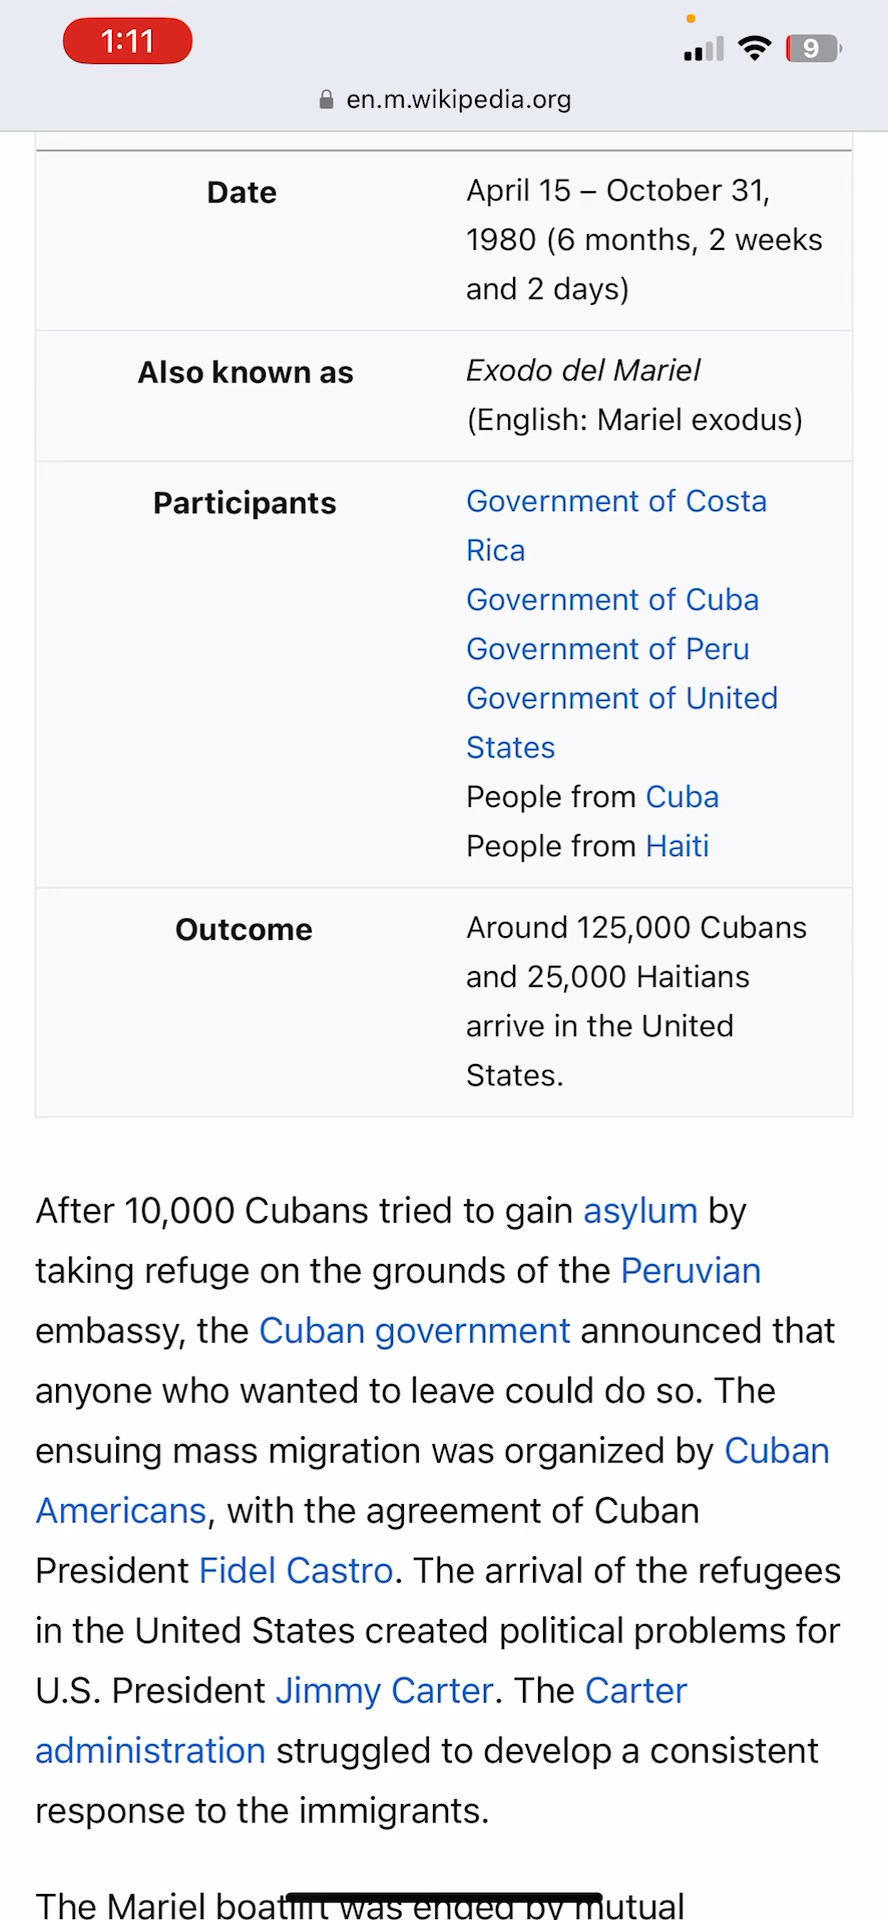 1:11
9
en.m.wikipedia.org
Date
April 15 – October 31,
1980 (6 months, 2 weeks
and 2 days)
Also known as
Exodo del Mariel
(English: Mariel exodus)
Participants
Government of Costa
Rica
Government of Cuba
Government of Peru
Government of United
States
People from Cuba
People from Haiti
Outcome
Around 125,000 Cubans
and 25,000 Haitians
arrive in the United
States.
After 10,000 Cubans tried to gain asylum by
taking refuge on the grounds of the Peruvian
embassy, the Cuban government announced that
anyone who wanted to leave could do so. The
ensuing mass migration was organized by Cuban
Americans, with the agreement of Cuban
President Fidel Castro. The arrival of the refugees
in the United States created political problems for
U.S. President Jimmy Carter. The Carter
administration struggled to develop a consistent
response to the immigrants.
The Mariel boatlift was ended by mutual